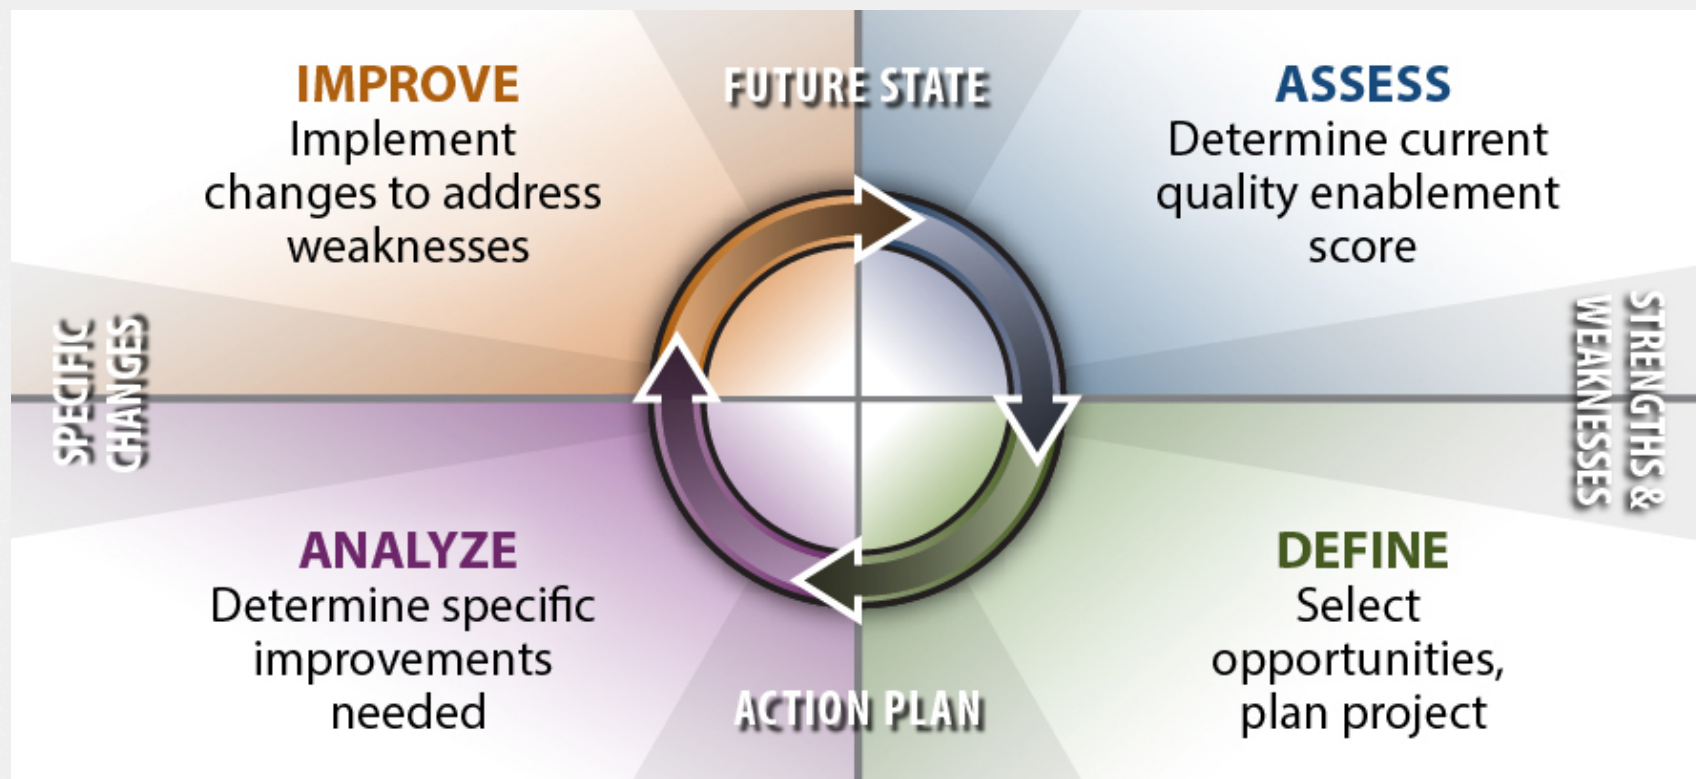 IMPROVE
Implement
changes to address
weaknesses
FUTURE STATE
ASSESS
Determine current
quality enablement
score
SPECIFIC
CHANGES
STRENGTHS &
WEAKNESSES
ANALYZE
Determine specific
improvements
needed
ACTION PLAN
DEFINE
Select
opportunities,
plan project